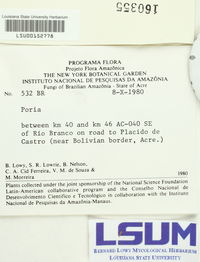 Louisiana State University Herbarium
LSU00152778
160355
PROGRAMA FLORA
Projeto Flora Amazônica
THE NEW YORK BOTANICAL GARDEN
INSTITUTO NACIONAL DE PESQUISAS DA AMAZÔNIA
Fungi of Brazilian Amazonia - State of Acre
No. 532 BR 8-X-1980
Poria
between km 40 and km 46 AC-040 SE
of Rio Branco on road to Placido de
Castro (near Bolivian border, Acre.)
B. Lowy, S. R. Lowrie, B. Nelson,
C. A. Cid Ferreira, V. M. de Souza &
M. Moreira 1980
Plants collected under the joint sponsorship of the National Science Foundation
Latin-American collaborative program and the Conselho Nacional de
Desenvolvimento Científico e Tecnológico in collaboration with the Instituto
Nacional de Pesquisas da Amazônia/Manaus.
LSUM
BERNARD LOWY MYCOLOGICAL HERBARIUM
LOUISIANA STATE UNIVERSITY